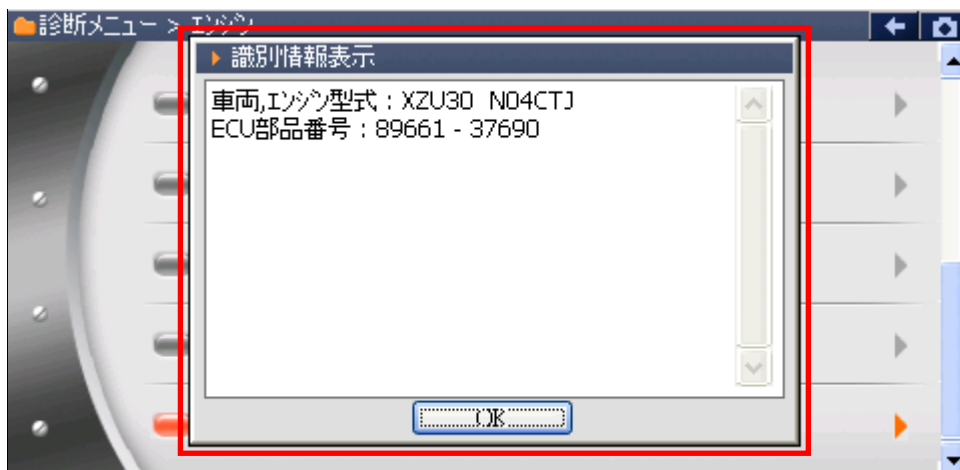 診断メニュー > エンジン
識別情報表示
車両,エンジン型式:XZU30 N04CTJ
ECU部品番号:89661 - 37690
OK